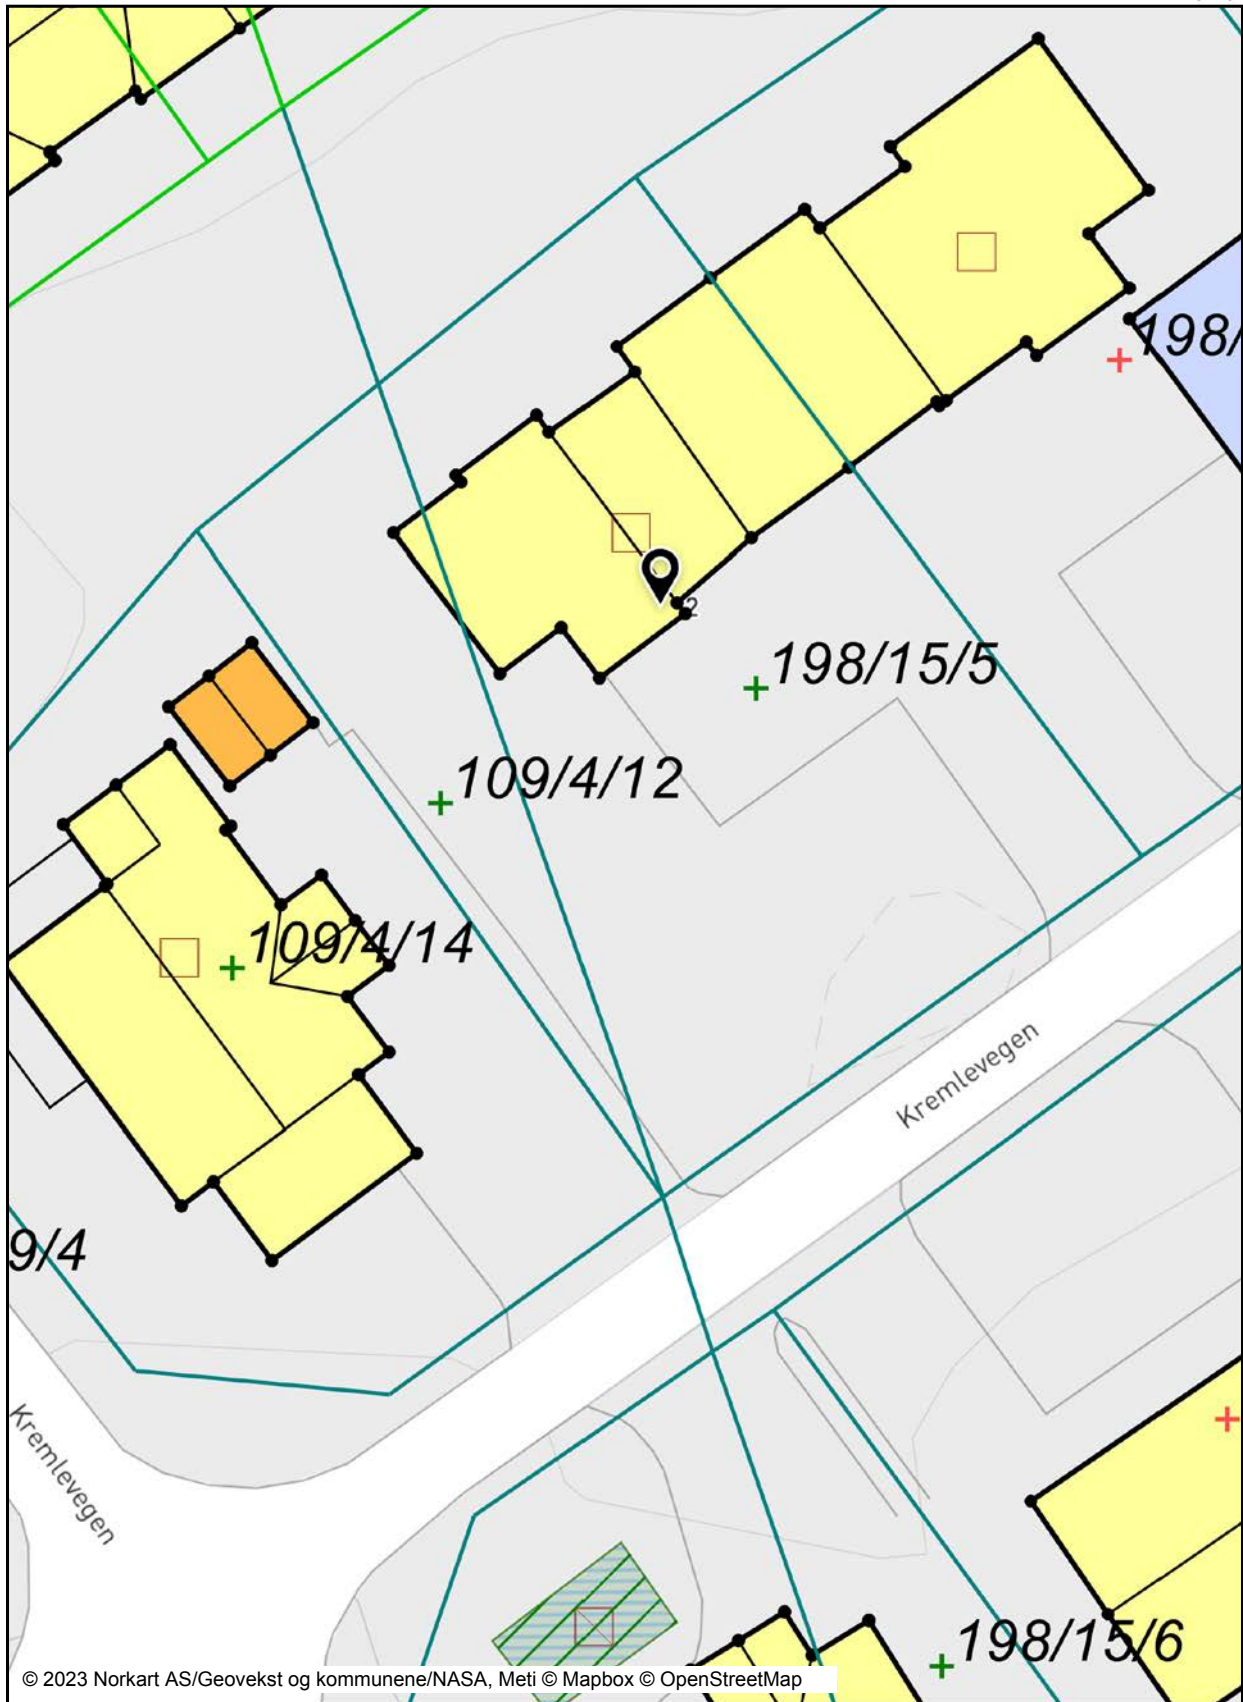 198/
2
198/15/5
109/4/12
109/4/14
Kremlevegen
9/4
Kremlevegen
198/15/6
© 2023 Norkart AS/Geovekst og kommunene/NASA, Meti © Mapbox © OpenStreetMap